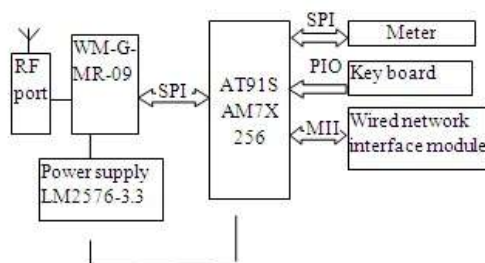 RF
port
WM-G-
MR-09
SPI
Power supply
LM2576-3.3
AT91S
AM7X
256
SPI
Meter
PIO
Key board
MII
Wired network
interface module